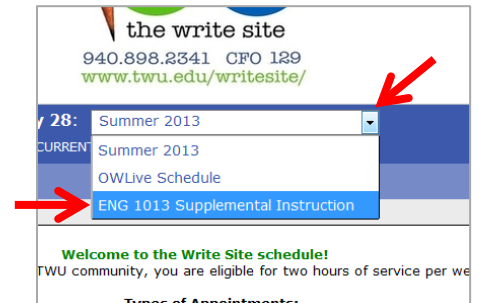 the write site
940.898.2341 CFO 129
www.twu.edu/writesite/
28: Summer 2013
CURRENT
Summer 2013
OWLive Schedule
ENG 1013 Supplemental Instruction
Welcome to the Write Site schedule!
TWU community, you are eligible for two hours of service per we
Types of Appointments: